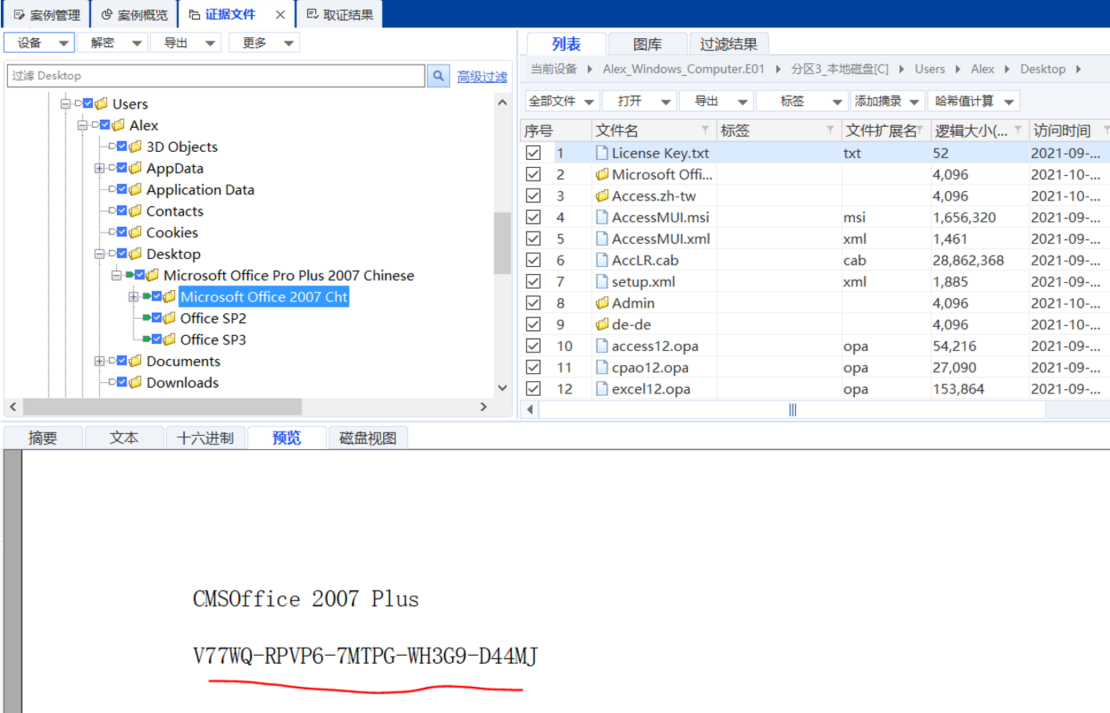 案例管理 案例概览 证据文件 × 取证结果
设备 解密 导出 更多
过滤 Desktop 高级过滤
Users
Alex
3D Objects
AppData
Application Data
Contacts
Cookies
Desktop
Microsoft Office Pro Plus 2007 Chinese
Microsoft Office 2007 Cht
Office SP2
Office SP3
Documents
Downloads
列表 图库 过滤结果
当前设备 Alex_Windows_Computer.E01 分区3_本地磁盘[C] Users Alex Desktop
全部文件 打开 导出 标签 添加摘录 哈希值计算
序号 文件名 标签 文件扩展名 逻辑大小(... 访问时间
1 License Key.txt txt 52 2021-09-...
2 Microsoft Offi... 4,096 2021-10-...
3 Access.zh-tw 4,096 2021-10-...
4 AccessMUI.msi msi 1,656,320 2021-09-...
5 AccessMUI.xml xml 1,461 2021-09-...
6 AccLR.cab cab 28,862,368 2021-09-...
7 setup.xml xml 1,885 2021-09-...
8 Admin 4,096 2021-10-...
9 de-de 4,096 2021-10-...
10 access12.opa opa 54,216 2021-09-...
11 cpao12.opa opa 27,090 2021-09-...
12 excel12.opa opa 153,864 2021-09-...
摘要 文本 十六进制 预览 磁盘视图
CMSOffice 2007 Plus
V77WQ-RPVP6-7MTPG-WH3G9-D44MJ